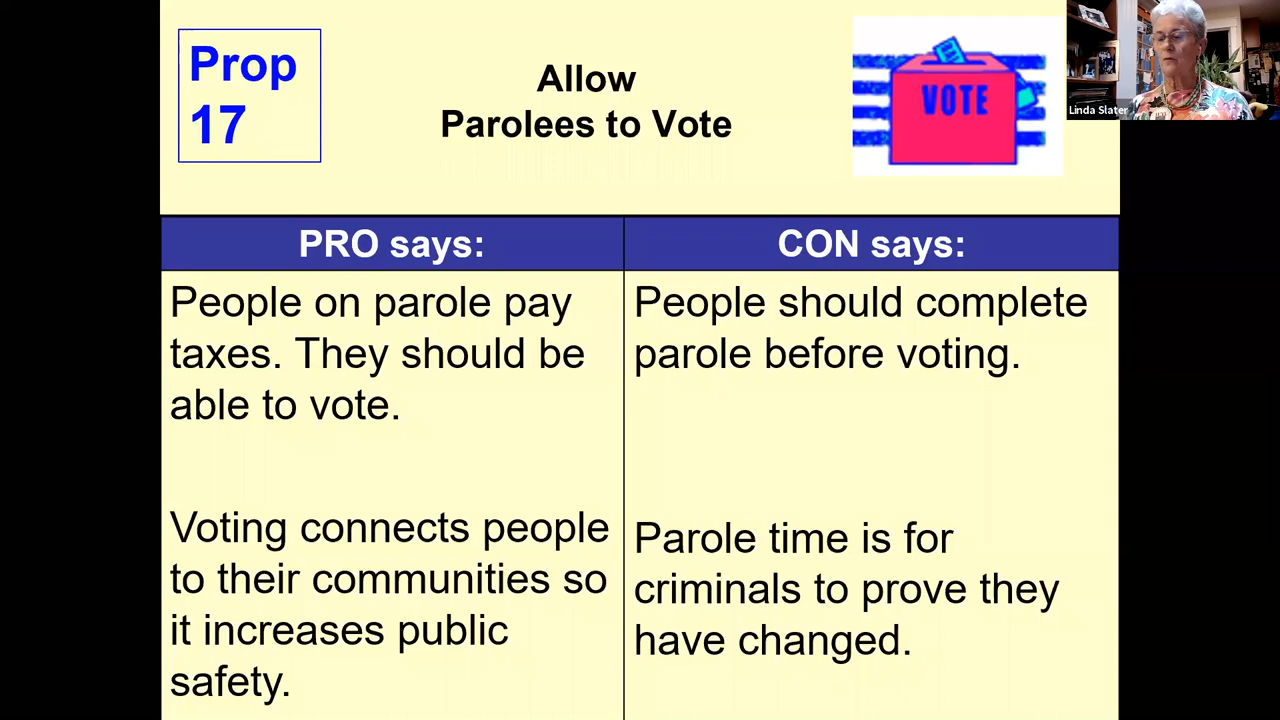 Prop
17
Allow
Parolees to Vote
VOTE
Linda Slater
PRO says:
CON says:
People on parole pay
taxes. They should be
able to vote.
Voting connects people
to their communities so
it increases public
safety.
People should complete
parole before voting.
Parole time is for
criminals to prove they
have changed.